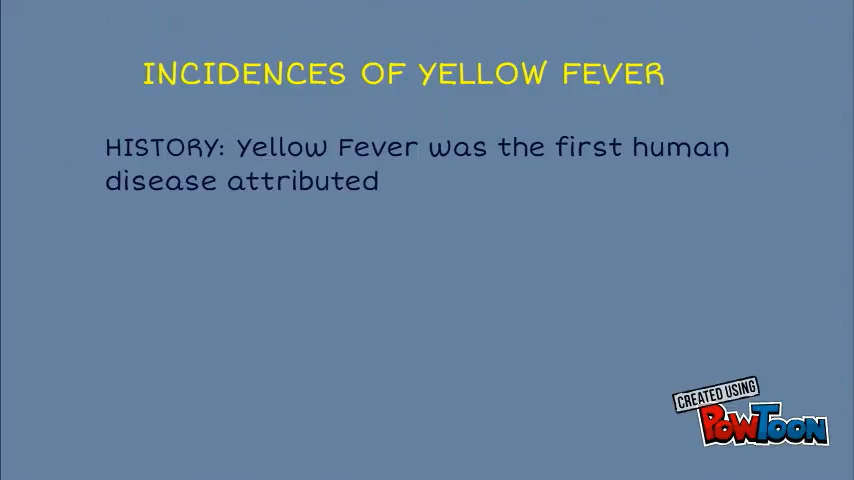 INCIDENCES OF YELLOW FEVER
HISTORY: Yellow Fever was the first human
disease attributed
CREATED USING
POWTOON